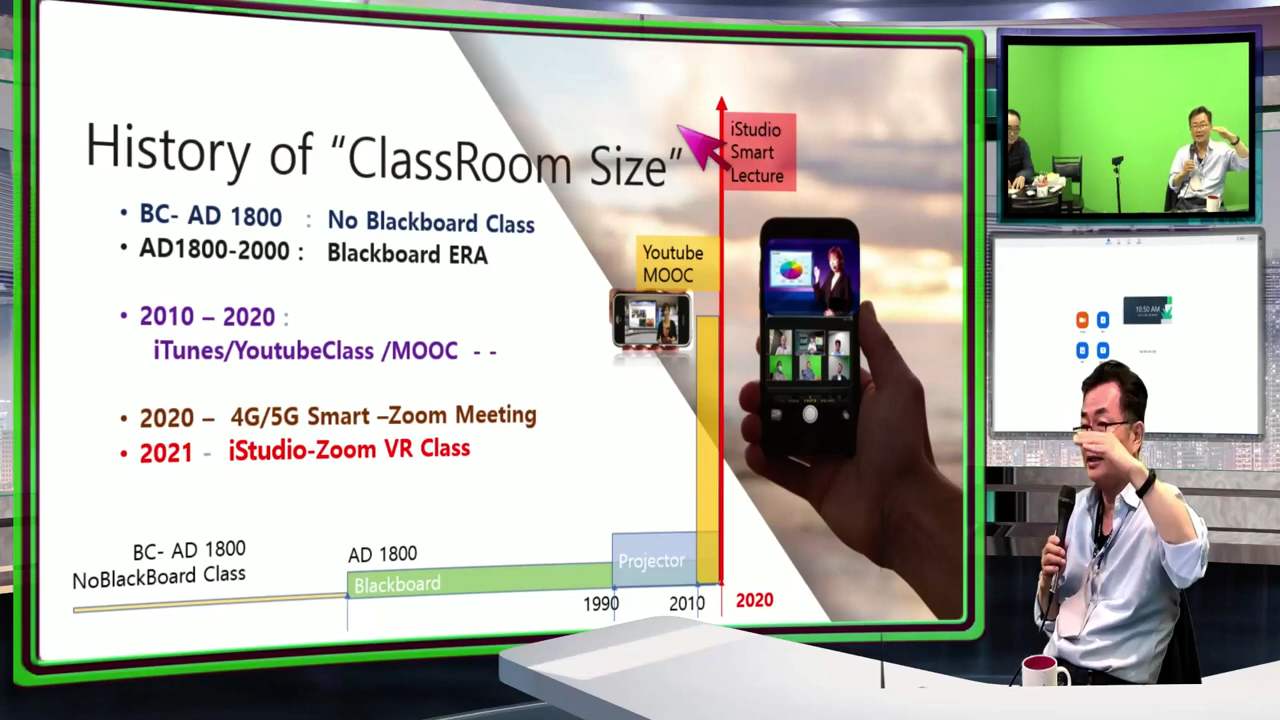 History of “ClassRoom Size”
• BC- AD 1800 : No Blackboard Class
• AD1800-2000 : Blackboard ERA
• 2010 – 2020 :
iTunes/YoutubeClass /MOOC - -
• 2020 – 4G/5G Smart –Zoom Meeting
• 2021 - iStudio-Zoom VR Class
iStudio
Smart
Lecture
Youtube
MOOC
BC- AD 1800
NoBlackBoard Class
AD 1800
Blackboard
Projector
1990
2010
2020
10:50 AM